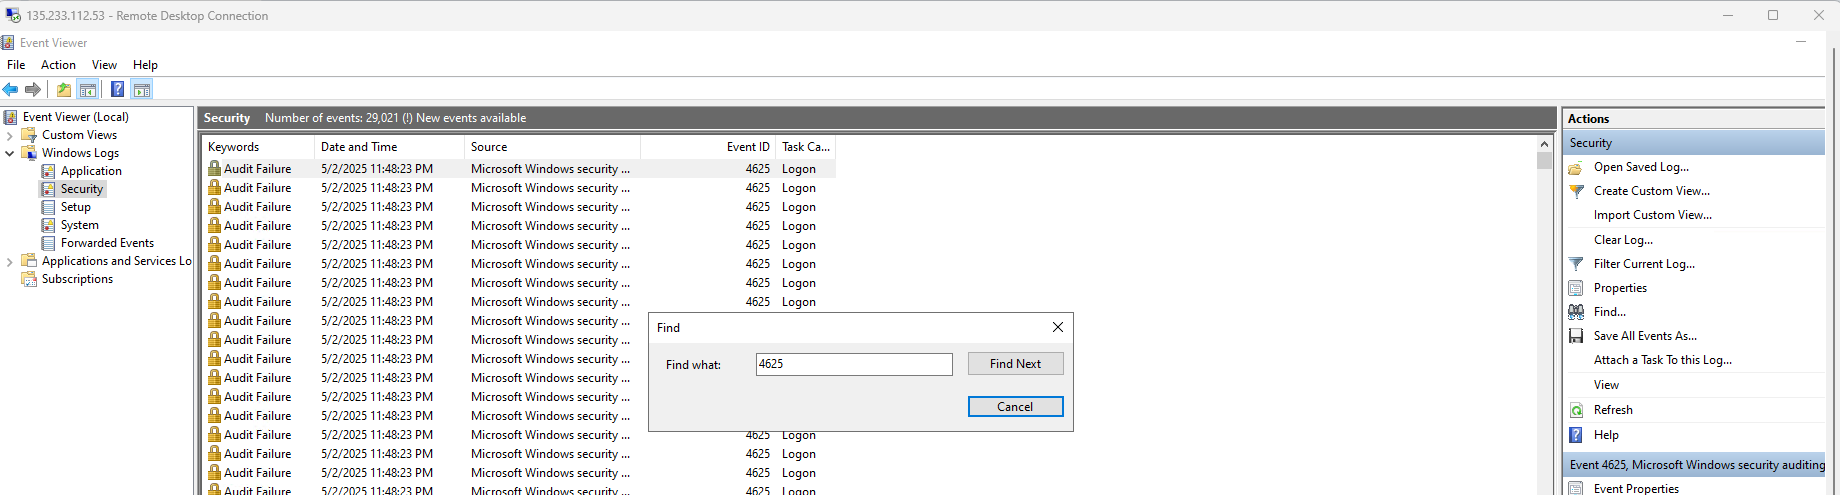 135.233.112.53 - Remote Desktop Connection
Event Viewer
File Action View Help
Event Viewer (Local)
Custom Views
Windows Logs
Application
Security
Setup
System
Forwarded Events
Applications and Services Lo
Subscriptions
Security Number of events: 29,021 (!) New events available
Keywords Date and Time Source Event ID Task Ca...
Audit Failure 5/2/2025 11:48:23 PM Microsoft Windows security ... 4625 Logon
Audit Failure 5/2/2025 11:48:23 PM Microsoft Windows security ... 4625 Logon
Audit Failure 5/2/2025 11:48:23 PM Microsoft Windows security ... 4625 Logon
Audit Failure 5/2/2025 11:48:23 PM Microsoft Windows security ... 4625 Logon
Audit Failure 5/2/2025 11:48:23 PM Microsoft Windows security ... 4625 Logon
Audit Failure 5/2/2025 11:48:23 PM Microsoft Windows security ... 4625 Logon
Audit Failure 5/2/2025 11:48:23 PM Microsoft Windows security ... 4625 Logon
Audit Failure 5/2/2025 11:48:23 PM Microsoft Windows security ... 4625 Logon
Audit Failure 5/2/2025 11:48:23 PM Microsoft Windows security ...
Audit Failure 5/2/2025 11:48:23 PM Microsoft Windows security ...
Audit Failure 5/2/2025 11:48:23 PM Microsoft Windows security ...
Audit Failure 5/2/2025 11:48:23 PM Microsoft Windows security ...
Audit Failure 5/2/2025 11:48:23 PM Microsoft Windows security ...
Audit Failure 5/2/2025 11:48:23 PM Microsoft Windows security ...
Audit Failure 5/2/2025 11:48:23 PM Microsoft Windows security ... 4625 Logon
Audit Failure 5/2/2025 11:48:23 PM Microsoft Windows security ... 4625 Logon
Audit Failure 5/2/2025 11:48:23 PM Microsoft Windows security ... 4625 Logon
Audit Failure 5/2/2025 11:48:23 PM Microsoft Windows security ... 4625 Logon
Find
Find what: 4625 Find Next
Cancel
Actions
Security
Open Saved Log...
Create Custom View...
Import Custom View...
Clear Log...
Filter Current Log...
Properties
Find...
Save All Events As...
Attach a Task To this Log...
View
Refresh
Help
Event 4625, Microsoft Windows security auditing
Event Properties